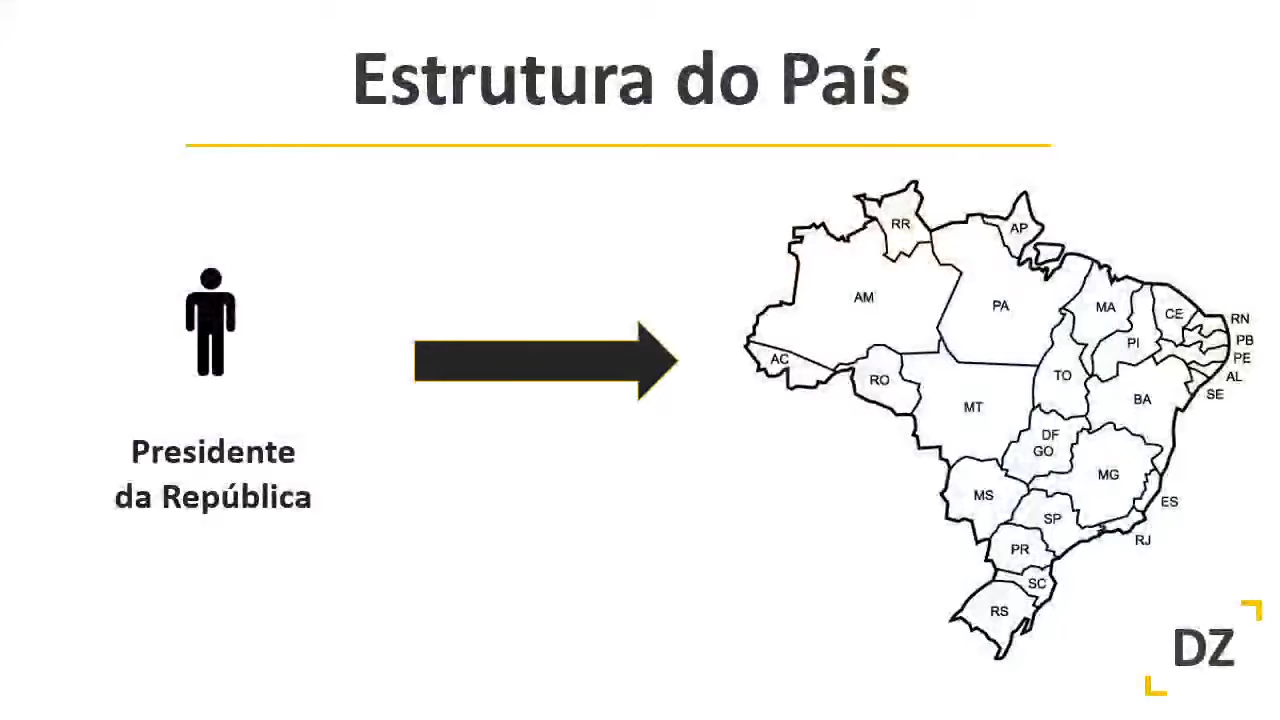 Estrutura do País
Presidente
da República
RR
AP
AM
PA
MA
CE
RN
PI
PB
PE
AC
RO
TO
AL
SE
MT
BA
DF
GO
MG
MS
ES
SP
RJ
PR
SC
RS
DZ